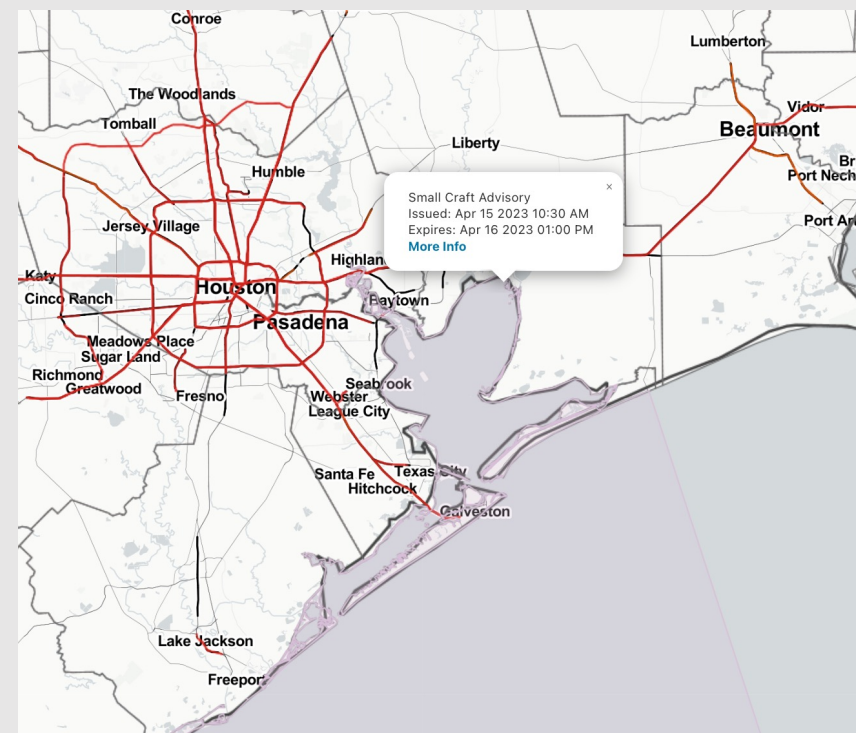 Conroe
Lumberton
The Woodlands
Vidor
Tomball
Beaumont
Liberty
Humble
Port Nech
Small Craft Advisory
Issued: Apr 15 2023 10:30 AM
Expires: Apr 16 2023 01:00 PM
More Info
×
Port Ar
Jersey Village
Highlan
Katy
Houston
Cinco Ranch
Baytown
Pasadena
Meadows Place
Sugar Land
Richmond
Greatwood
Seabrook
Fresno
Webster
League City
Santa Fe
Texas City
Hitchcock
Galveston
Lake Jackson
Freeport